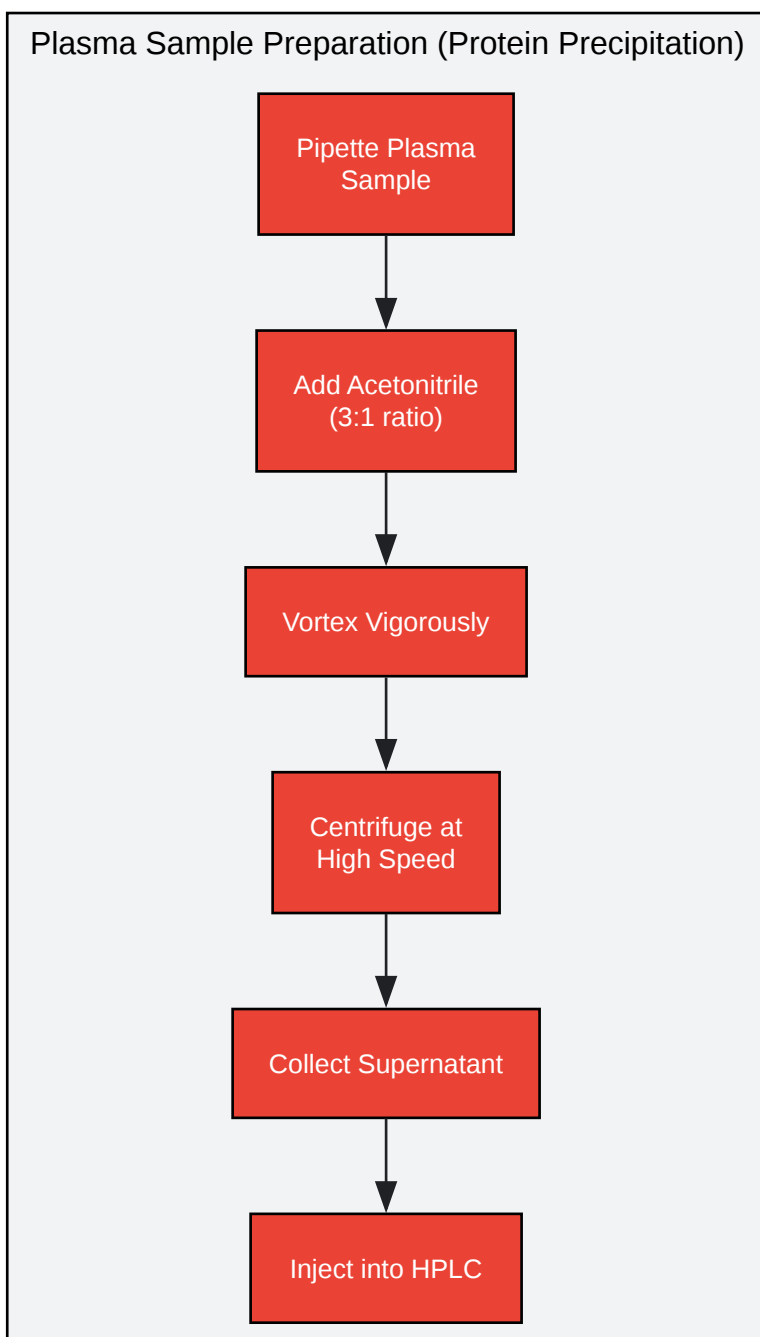 Plasma Sample Preparation (Protein Precipitation)
Pipette Plasma
Sample
Add Acetonitrile
(3:1 ratio)
Vortex Vigorously
Centrifuge at
High Speed
Collect Supernatant
Inject into HPLC